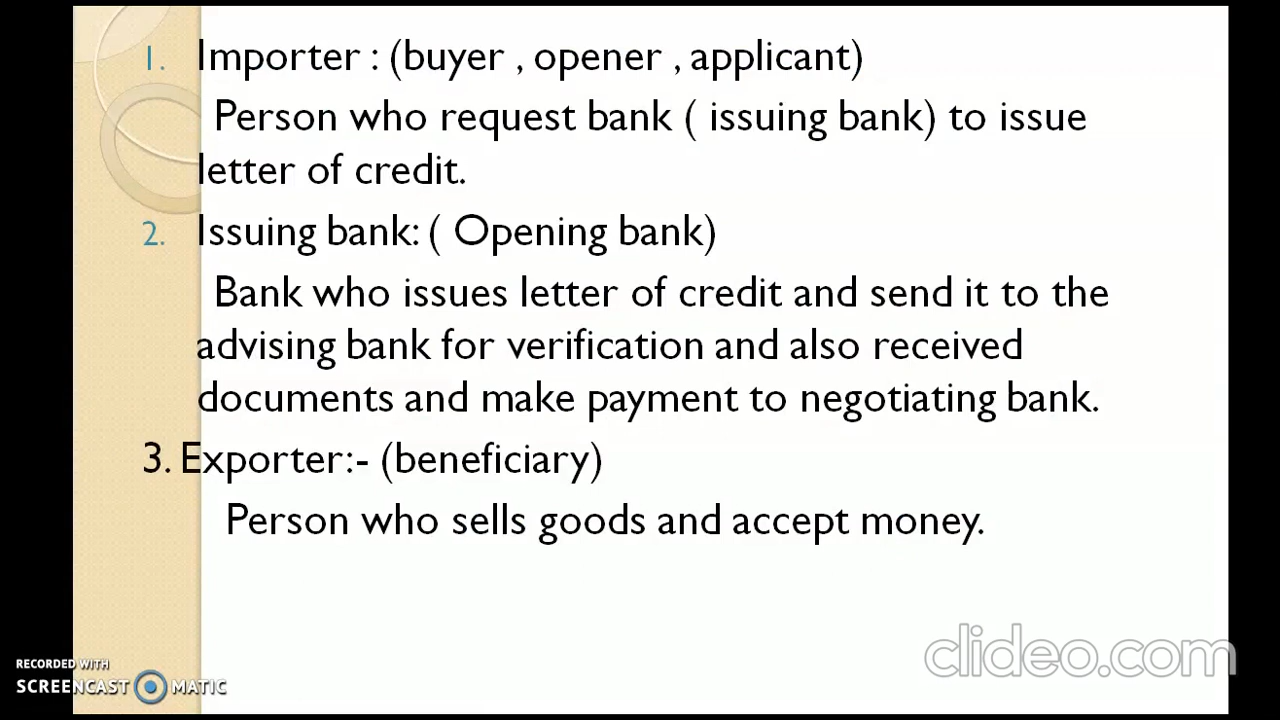 1. Importer : (buyer , opener , applicant)
Person who request bank ( issuing bank) to issue
letter of credit.
2. Issuing bank: ( Opening bank)
Bank who issues letter of credit and send it to the
advising bank for verification and also received
documents and make payment to negotiating bank.
3. Exporter:- (beneficiary)
Person who sells goods and accept money.
clideo.com
RECORDED WITH
SCREENCAST MATIC